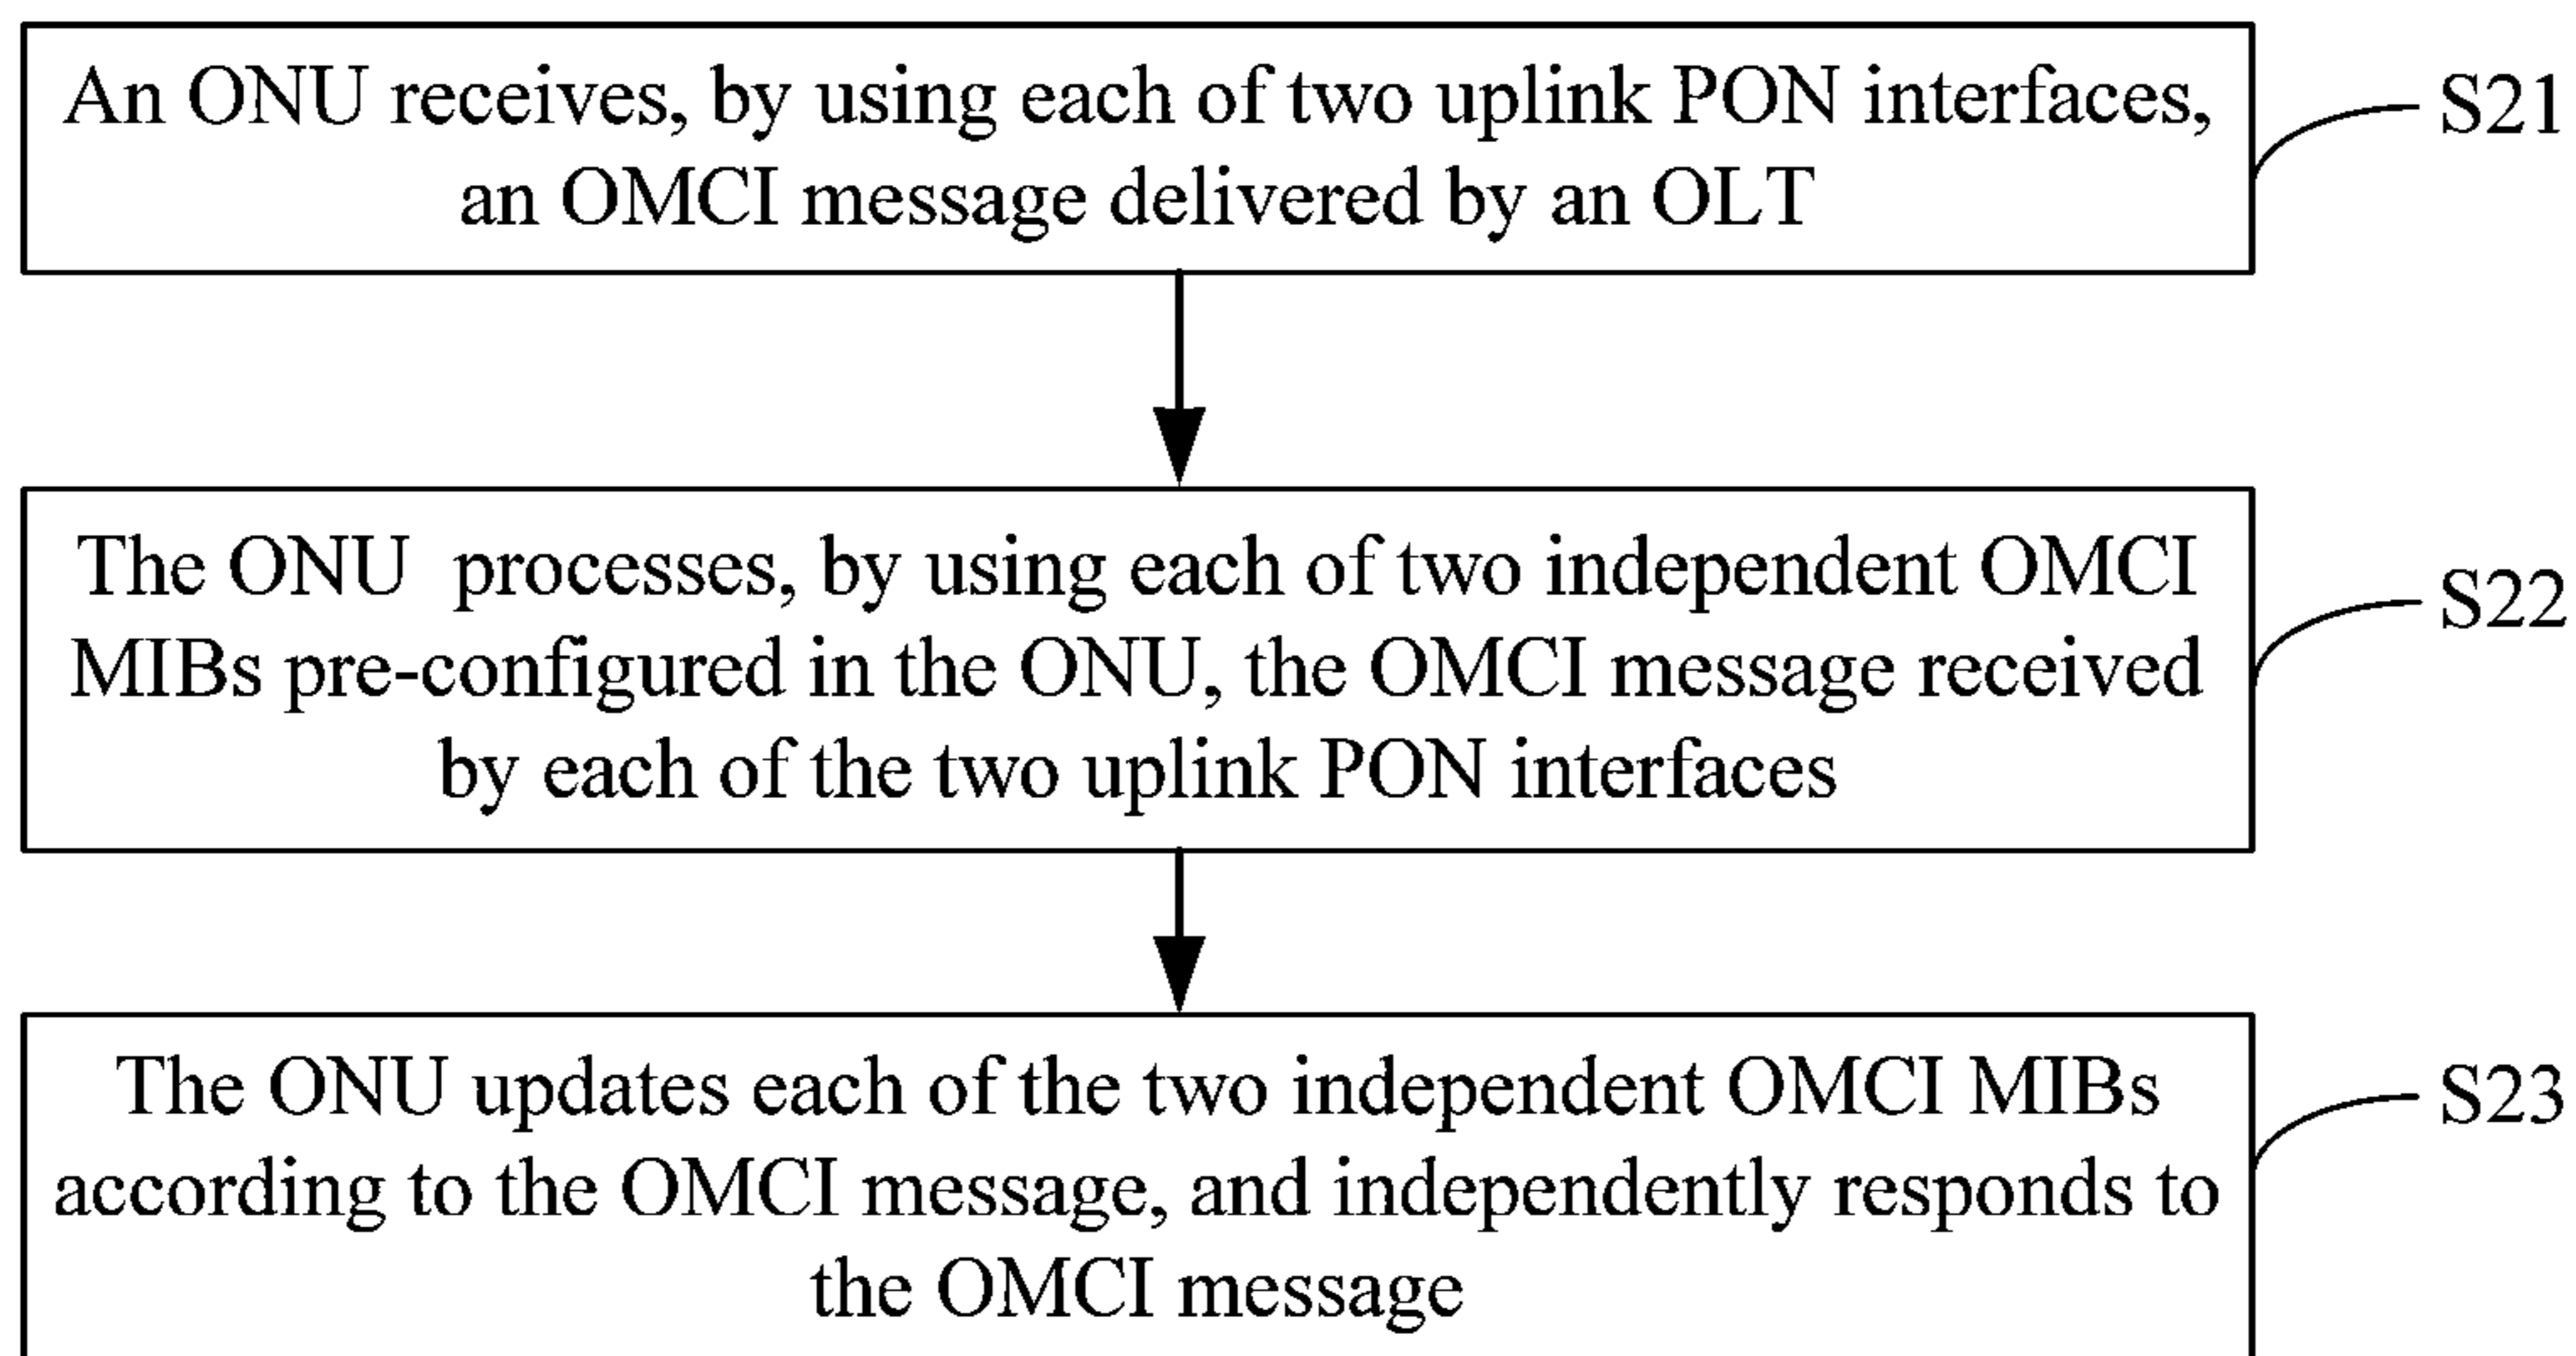 An ONU receives, by using each of two uplink PON interfaces,
an OMCI message delivered by an OLT
S21
The ONU processes, by using each of two independent OMCI
MIBs pre-configured in the ONU, the OMCI message received
by each of the two uplink PON interfaces
S22
The ONU updates each of the two independent OMCI MIBs
according to the OMCI message, and independently responds to
the OMCI message
S23